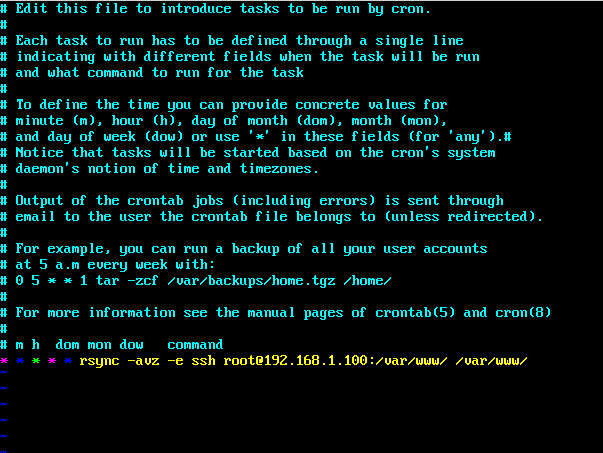 # Edit this file to introduce tasks to be run by cron.
#
# Each task to run has to be defined through a single line
# indicating with different fields when the task will be run
# and what command to run for the task
#
# To define the time you can provide concrete values for
# minute (m), hour (h), day of month (dom), month (mon),
# and day of week (dow) or use '*' in these fields (for 'any').#
# Notice that tasks will be started based on the cron's system
# daemon's notion of time and timezones.
#
# Output of the crontab jobs (including errors) is sent through
# email to the user the crontab file belongs to (unless redirected).
#
# For example, you can run a backup of all your user accounts
# at 5 a.m every week with:
# 0 5 * * 1 tar -zcf /var/backups/home.tgz /home/
#
# For more information see the manual pages of crontab(5) and cron(8)
#
# m h  dom mon dow   command
* * * * * rsync -avz -e ssh root@192.168.1.100:/var/www/ /var/www/
~
~
~
~
~
~